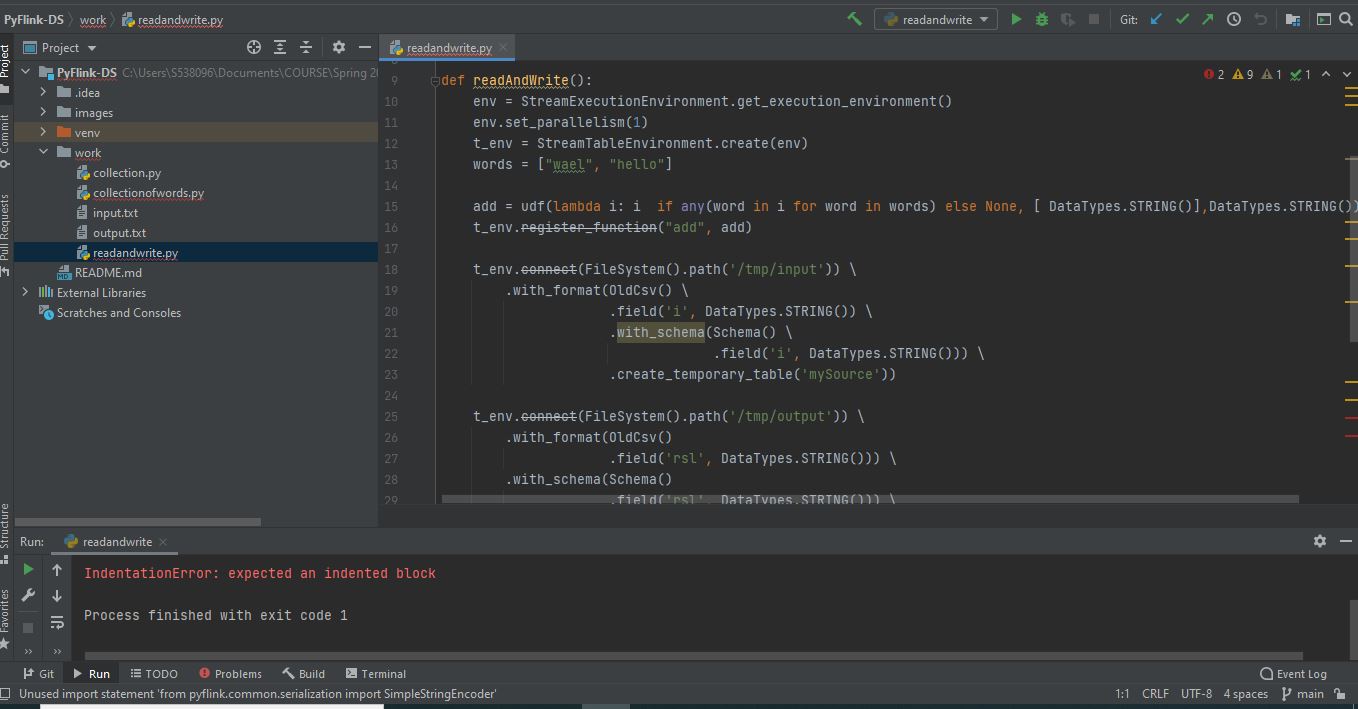 PyFlink-DS
work
readandwrite.py
readandwrite
Git:
Project
Project
readandwrite.py
PyFlink-DS C:\Users\S538096\Documents\COURSE\Spring 20
.idea
images
venv
work
collection.py
collectionofwords.py
input.txt
output.txt
readandwrite.py
README.md
External Libraries
Scratches and Consoles
Commit
Pull Requests
Structure
Favorites
2 9 1 1
9 def readAndWrite():
10 env = StreamExecutionEnvironment.get_execution_environment()
11 env.set_parallelism(1)
12 t_env = StreamTableEnvironment.create(env)
13 words = ["wael", "hello"]
14
15 add = udf(lambda i: i  if any(word in i for word in words) else None, [ DataTypes.STRING()],DataTypes.STRING())
16 t_env.register_function("add", add)
17
18 t_env.connect(FileSystem().path('/tmp/input')) \
19 .with_format(OldCsv() \
20 .field('i', DataTypes.STRING()) \
21 .with_schema(Schema() \
22 .field('i', DataTypes.STRING())) \
23 .create_temporary_table('mySource'))
24
25 t_env.connect(FileSystem().path('/tmp/output')) \
26 .with_format(OldCsv()
27 .field('rsl', DataTypes.STRING())) \
28 .with_schema(Schema()
29 .field('rsl', DataTypes.STRING())) \
Run:
readandwrite
IndentationError: expected an indented block
Process finished with exit code 1
Git
Run
TODO
Problems
Build
Terminal
Event Log
Unused import statement 'from pyflink.common.serialization import SimpleStringEncoder'
1:1 CRLF UTF-8 4 spaces main